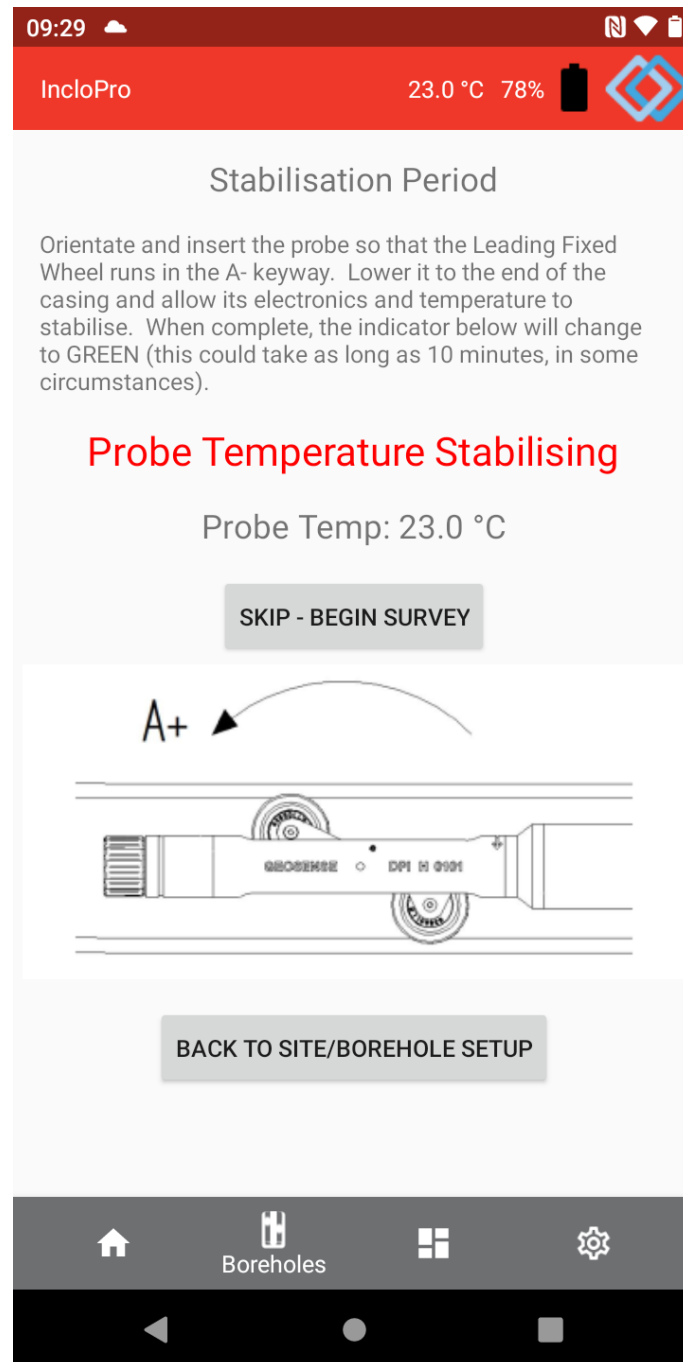 09:29
IncloPro 23.0 °C 78%
Stabilisation Period
Orientate and insert the probe so that the Leading Fixed
Wheel runs in the A- keyway. Lower it to the end of the
casing and allow its electronics and temperature to
stabilise. When complete, the indicator below will change
to GREEN (this could take as long as 10 minutes, in some
circumstances).
Probe Temperature Stabilising
Probe Temp: 23.0 °C
SKIP - BEGIN SURVEY
A+
GEOSENSE DPI H 0101
BACK TO SITE/BOREHOLE SETUP
Boreholes